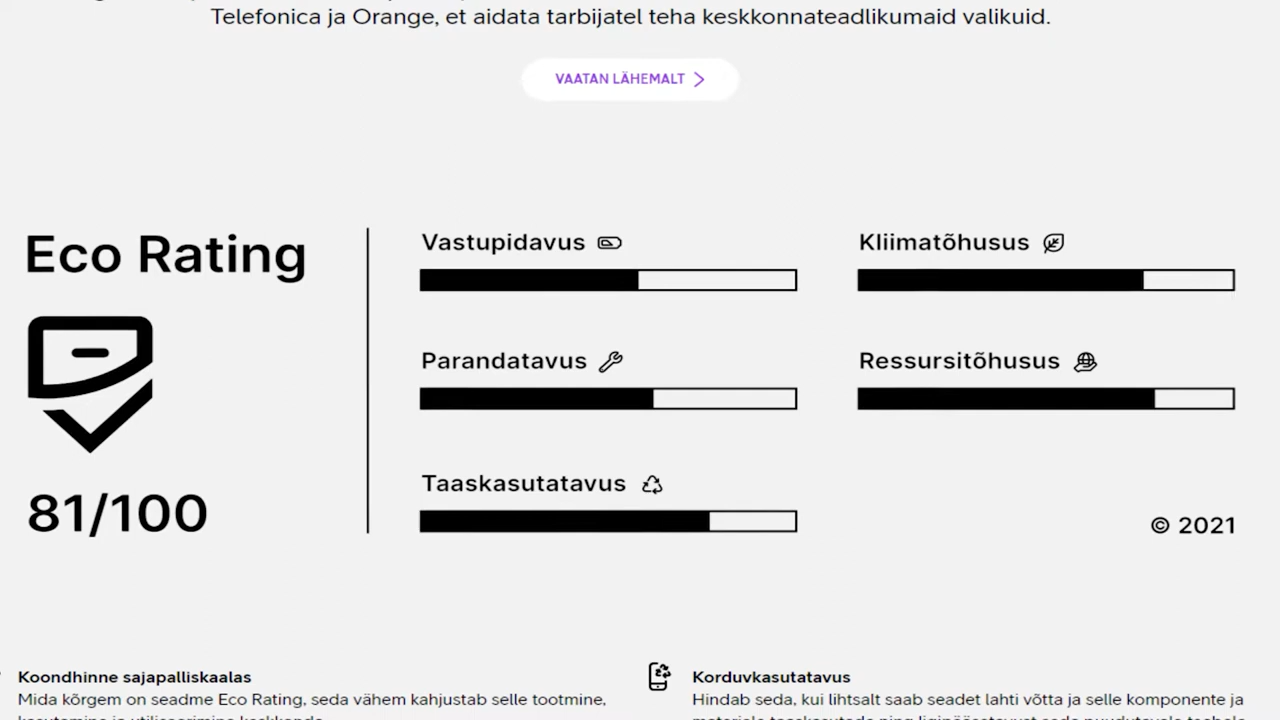 Telefonica ja Orange, et aidata tarbijatel teha keskkonnateadlikumaid valikuid.
VAATAN LÄHEMALT
Eco Rating
81/100
Vastupidavus
Parandatavus
Taaskasutatavus
Kliimatõhusus
Ressursitõhusus
© 2021
Koondhinne sajapalliskaalas
Mida kõrgem on seadme Eco Rating, seda vähem kahjustab selle tootmine,
Korduvkasutatavus
Hindab seda, kui lihtsalt saab seadet lahti võtta ja selle komponente ja